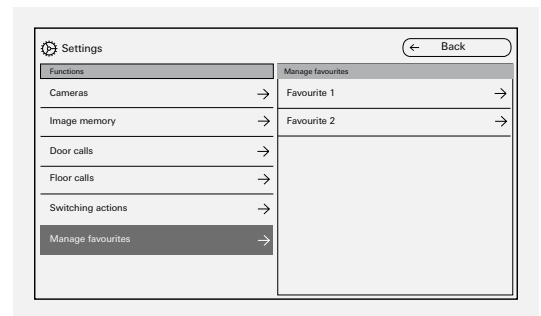 Settings
Back
Functions
Manage favourites
Cameras
Favourite 1
Image memory
Favourite 2
Door calls
Floor calls
Switching actions
Manage favourites